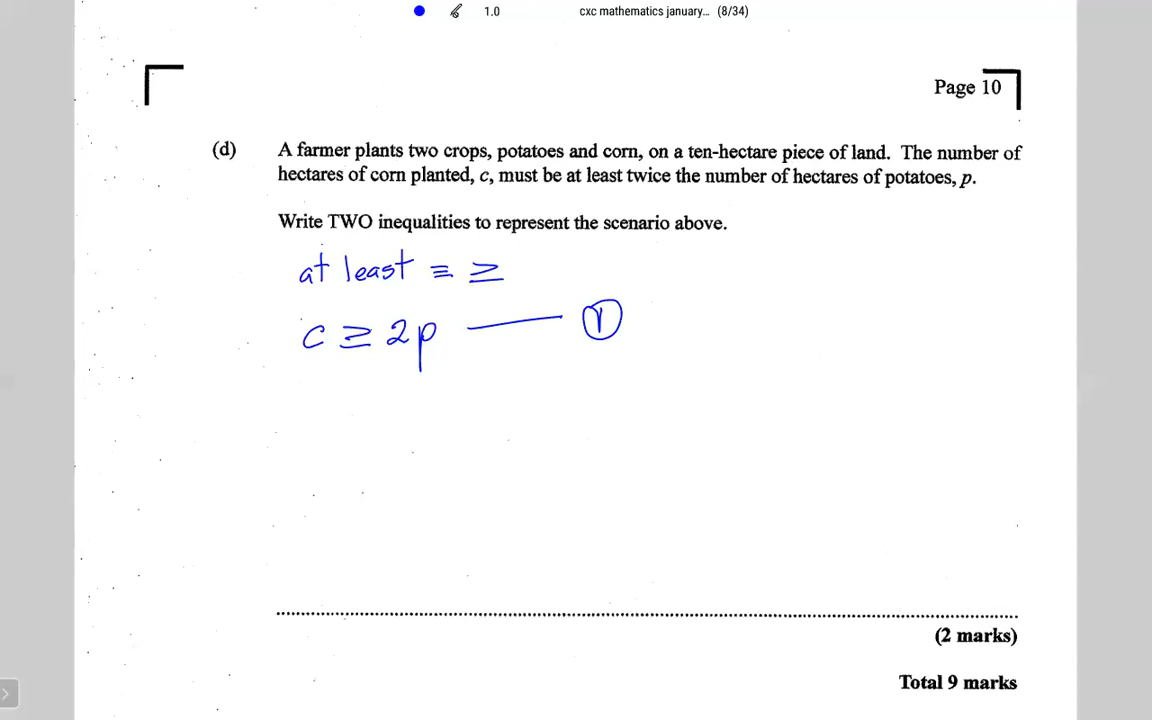 1.0 cxc mathematics january... (8/34)
Page 10
(d) A farmer plants two crops, potatoes and corn, on a ten-hectare piece of land. The number of
hectares of corn planted, c, must be at least twice the number of hectares of potatoes, p.
Write TWO inequalities to represent the scenario above.
at least ≡ ≥
c ≥ 2p —— ①
(2 marks)
Total 9 marks